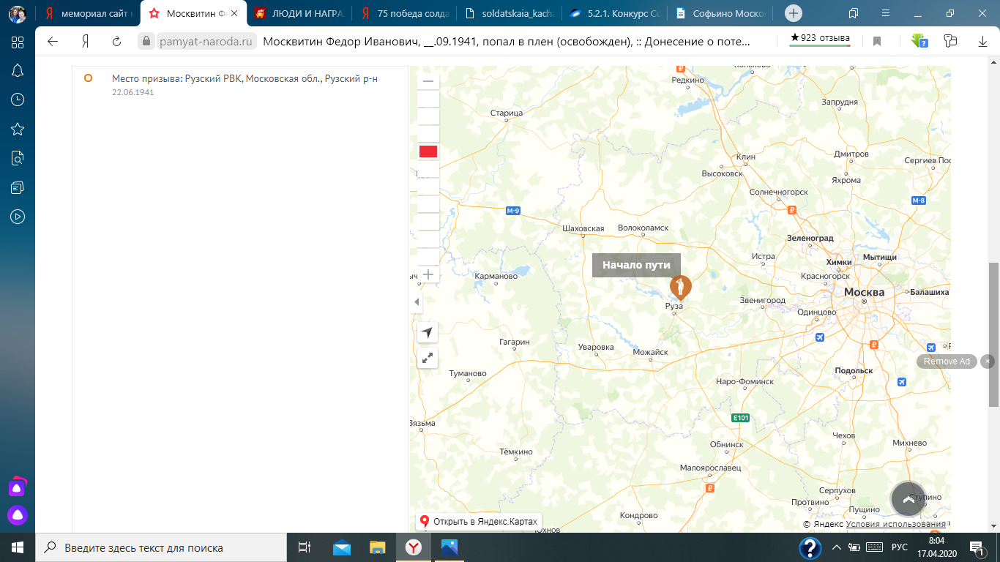 мемориал сайт м
Москвитин Фе
ЛЮДИ И НАГРА
75 победа солда
soldatskaia_kacha
5.2.1. Конкурс Со
Софьино Моско
pamyat-naroda.ru
Москвитин Федор Иванович, __.09.1941, попал в плен (освобожден), :: Донесение о поте...
★923 отзыва
Место призыва: Рузский РВК, Московская обл., Рузский р-н
22.06.1941
Редкино
Запрудня
Старица
Клин
Дмитров
Сергиев Пос
Высоковск
Яхрома
Солнечногорск
М-8
М-9
Шаховская
Волоколамск
Зеленоград
Истра
Химки
Мытищи
Начало пути
Карманово
Красногорск
Москва
Балашиха
Руза
Звенигород
Одинцово
Гагарин
Уваровка
Можайск
Remove Ad
Туманово
Подольск
Наро-Фоминск
E101
Вязьма
Чехов
Обнинск
Михнево
Тёмкино
Малоярославец
Серпухов
Ступино
Протвино
Пущино
Кондрово
Открыть в Яндекс.Картах
© Яндекс Условия использования
Юхнов
Введите здесь текст для поиска
РУС
8:04
17.04.2020
1